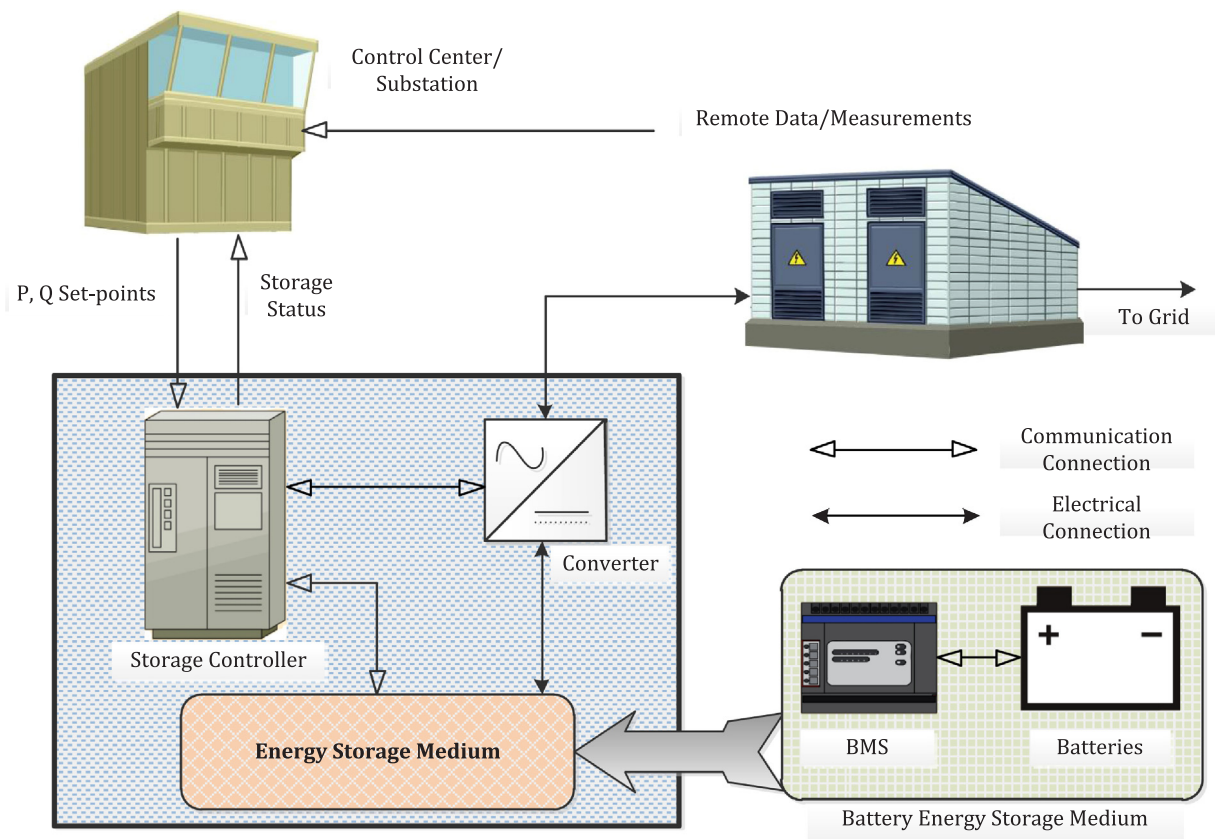 Control Center/
Substation
Remote Data/Measurements
P, Q Set-points
Storage
Status
To Grid
Communication
Connection
Electrical
Connection
Converter
Storage Controller
+
−
Energy Storage Medium
BMS
Batteries
Battery Energy Storage Medium